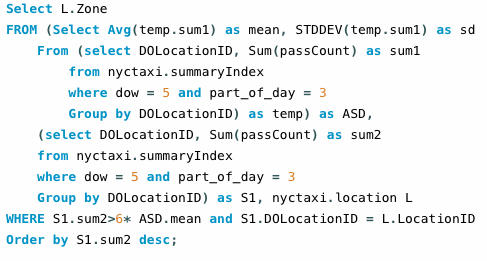 Select L.Zone
FROM (Select Avg(temp.sum1) as mean, STDDEV(temp.sum1) as sd
From (select DOLocationID, Sum(passCount) as sum1
from nyctaxi.summaryIndex
where dow = 5 and part_of_day = 3
Group by DOLocationID) as temp) as ASD,
(select DOLocationID, Sum(passCount) as sum2
from nyctaxi.summaryIndex
where dow = 5 and part_of_day = 3
Group by DOLocationID) as S1, nyctaxi.location L
WHERE S1.sum2>6* ASD.mean and S1.DOLocationID = L.LocationID
Order by S1.sum2 desc;